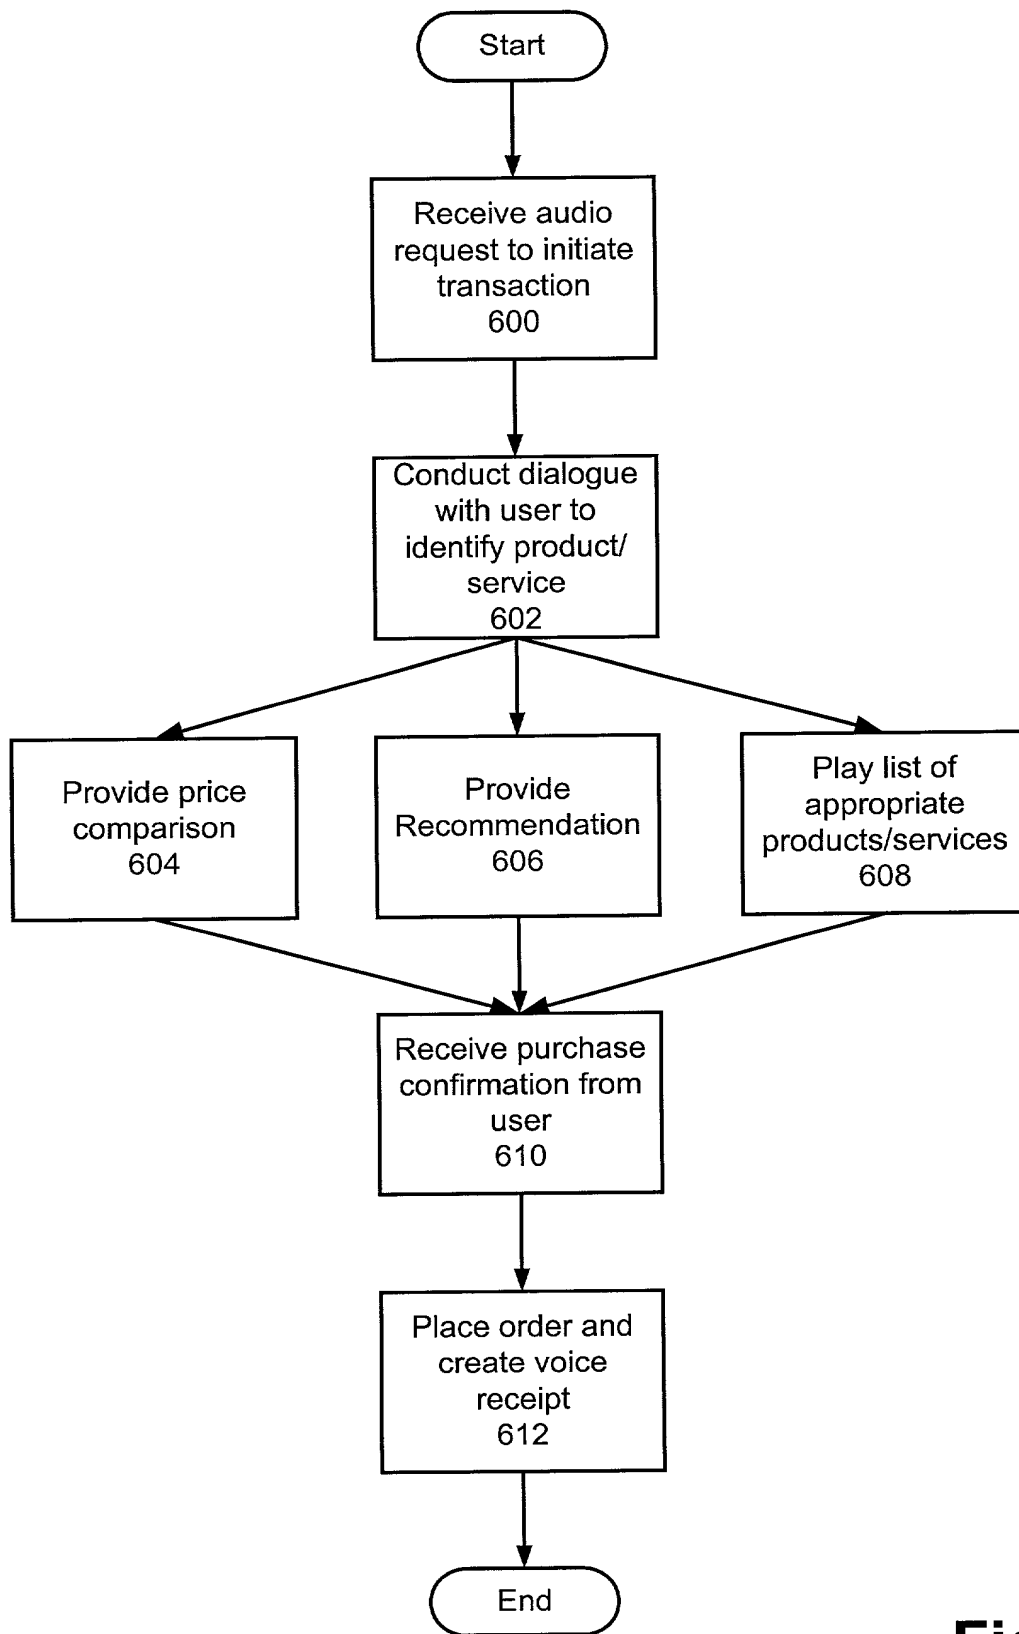 Start
Receive audio
request to initiate
transaction
600
Conduct dialogue
with user to
identify product/
service
602
Provide price
comparison
604
Provide
Recommendation
606
Play list of
appropriate
products/services
608
Receive purchase
confirmation from
user
610
Place order and
create voice
receipt
612
End